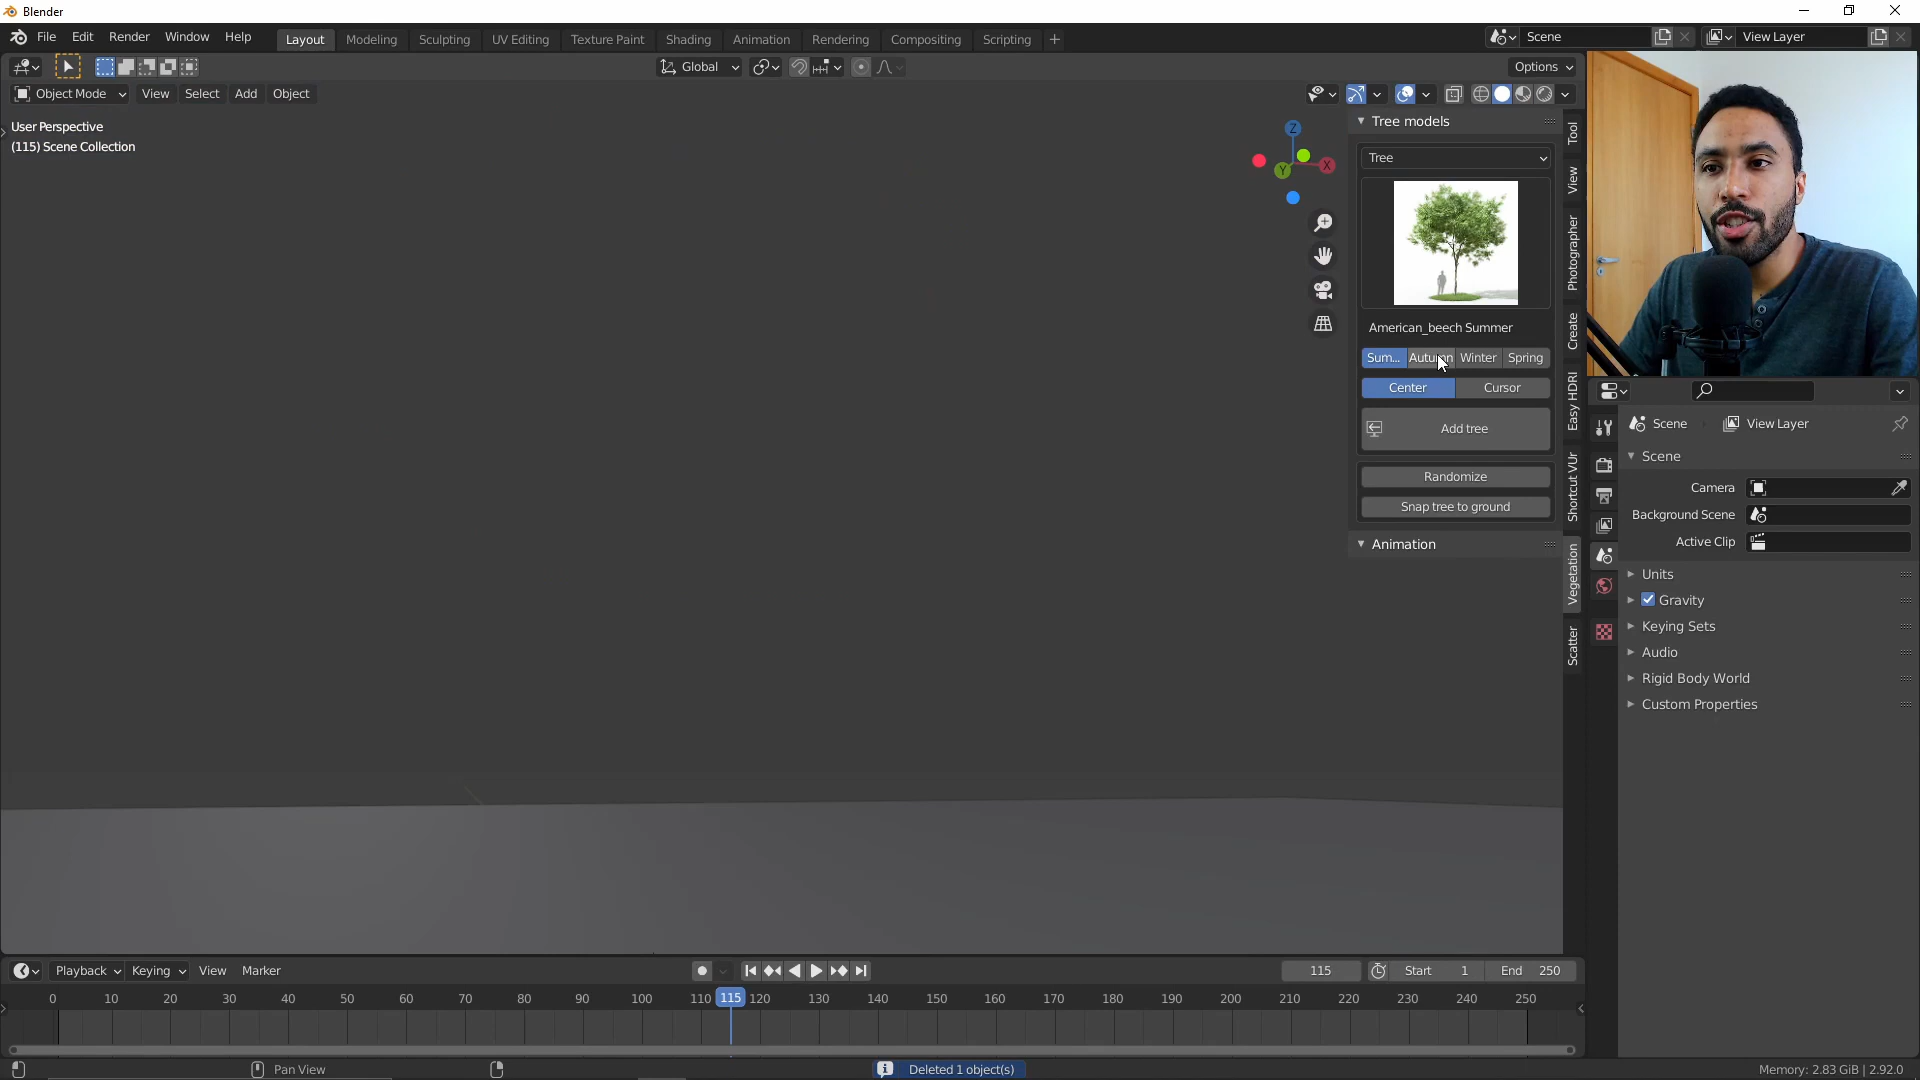 Blender
File Edit Render Window Help Layout Modeling Sculpting UV Editing Texture Paint Shading Animation Rendering Compositing Scripting + Scene View Layer
Global Options
Object Mode View Select Add Object
User Perspective
(115) Scene Collection
Z
X
Y
Tree models
Tree
American_beech Summer
Sum... Autumn Winter Spring
Center Cursor
Add tree
Randomize
Snap tree to ground
Animation
Tool
View
Photographer
Create
Easy HDRI
Shortcut VUr
Vegetation
Scatter
Scene View Layer
Scene
Camera
Background Scene
Active Clip
Units
Gravity
Keying Sets
Audio
Rigid Body World
Custom Properties
Playback Keying View Marker 115 Start 1 End 250
0 10 20 30 40 50 60 70 80 90 100 110 115 120 130 140 150 160 170 180 190 200 210 220 230 240 250
Pan View Deleted 1 object(s) Memory: 2.83 GiB | 2.92.0